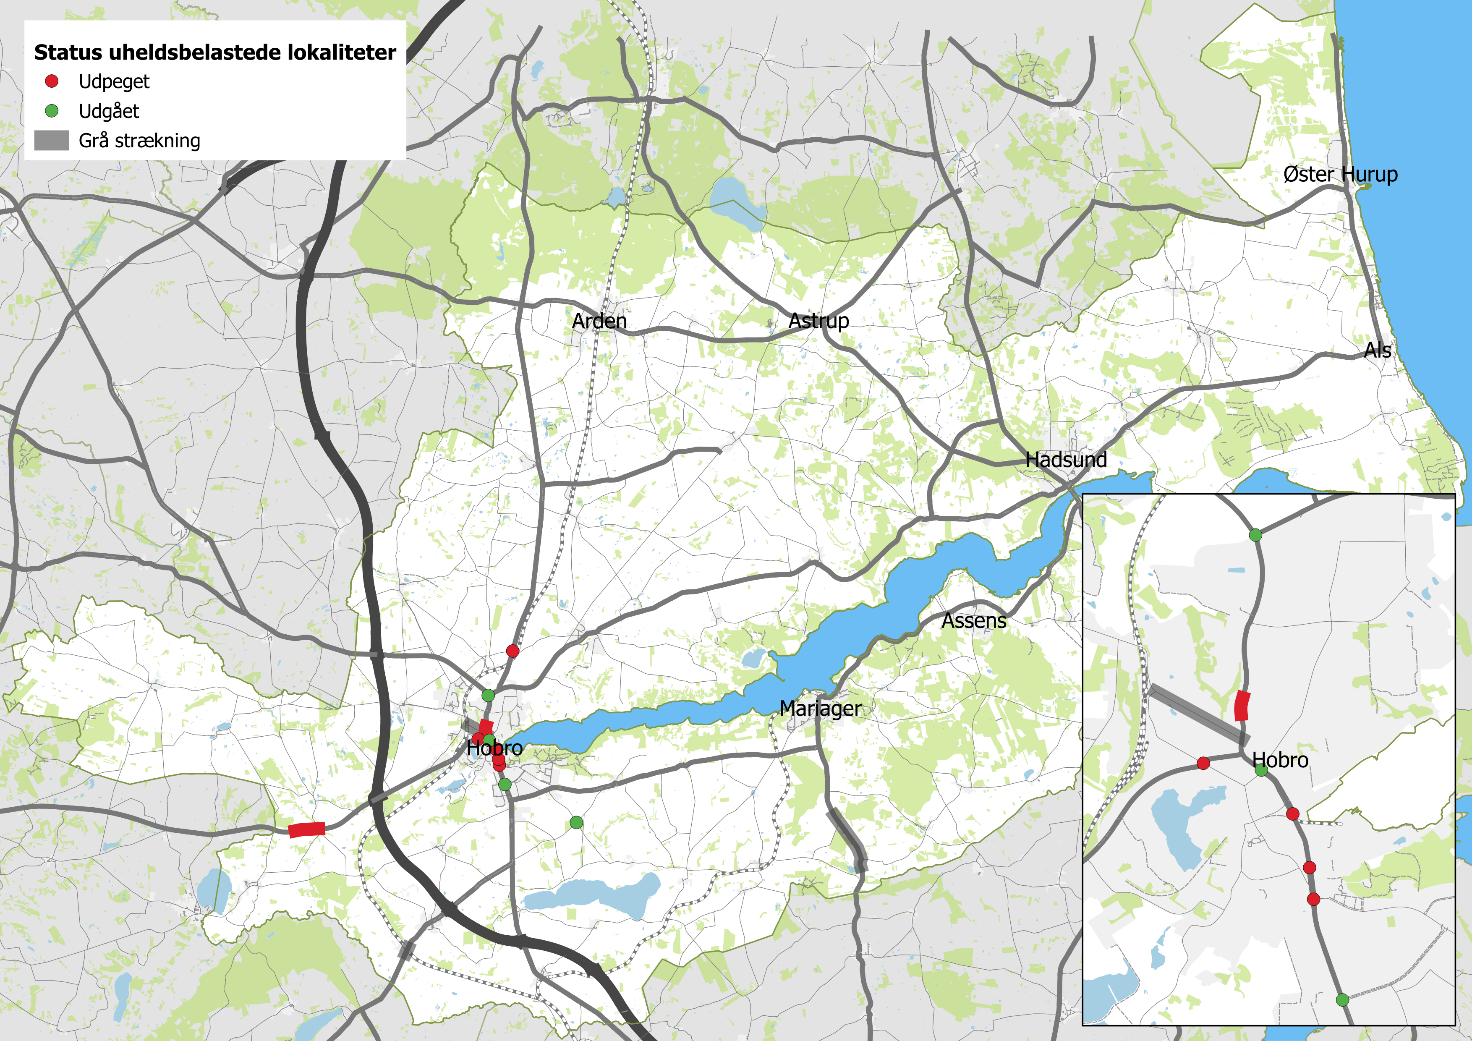 Status uheldsbelastede lokaliteter
Udpeget
Udgået
Grå strækning
Øster Hurup
Arden
Astrup
Als
Hadsund
Assens
Mariager
Hobro
Hobro